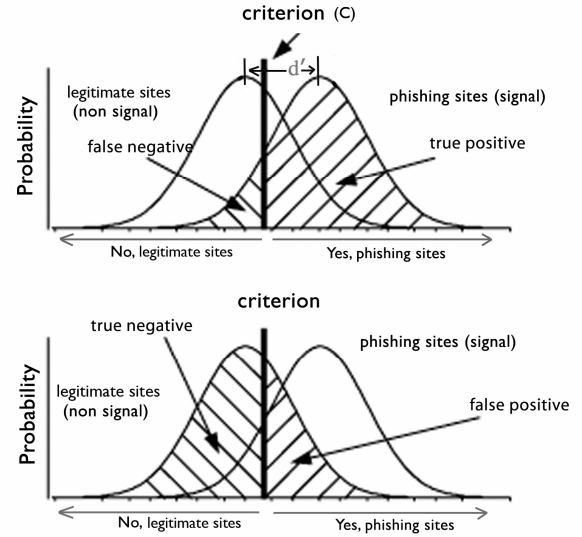 criterion (C)
d′
legitimate sites
(non signal)
phishing sites (signal)
false negative
true positive
Probability
No, legitimate sites
Yes, phishing sites
criterion
true negative
phishing sites (signal)
legitimate sites
(non signal)
false positive
Probability
No, legitimate sites
Yes, phishing sites